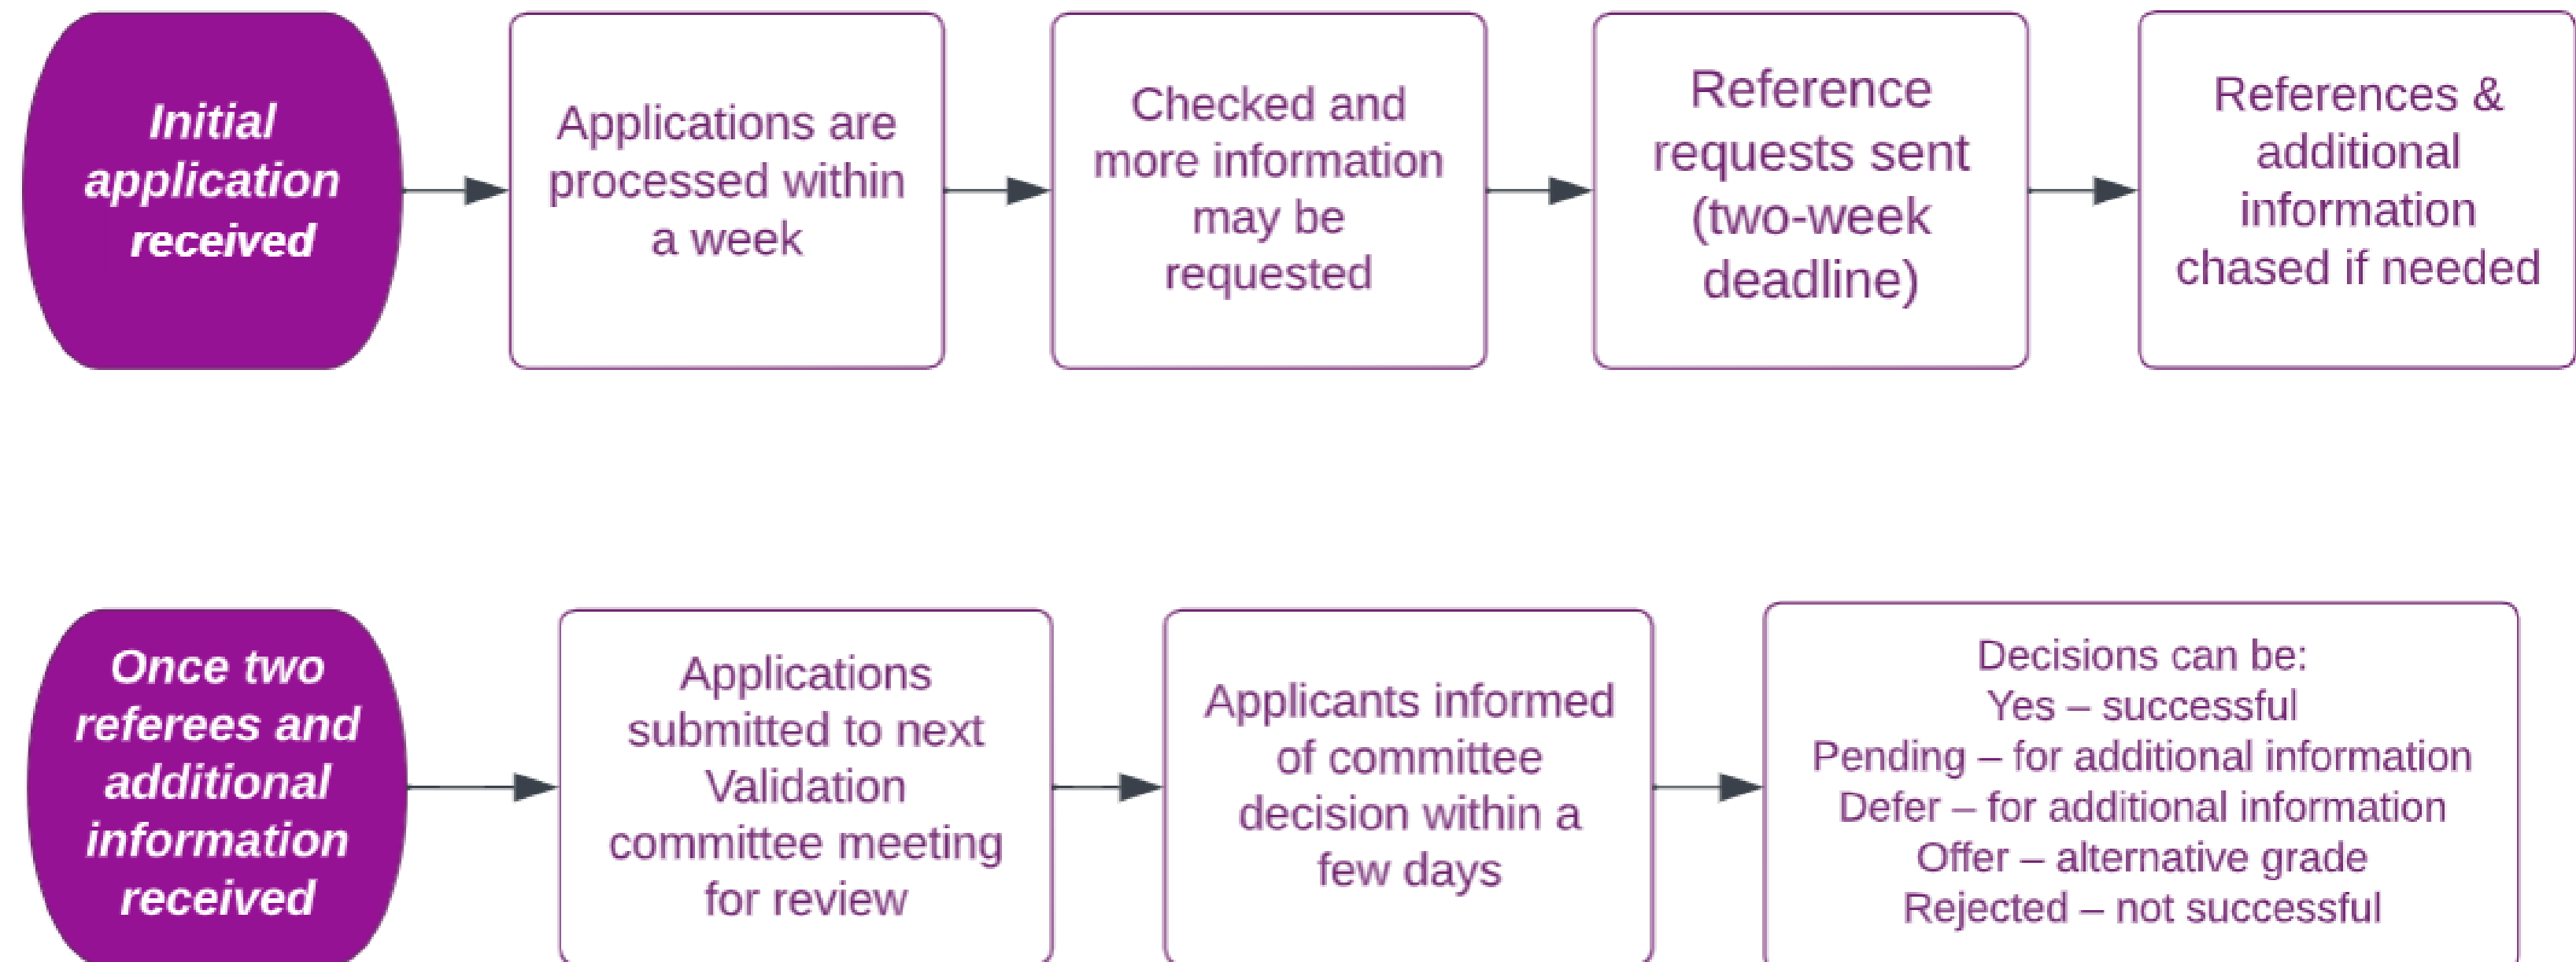 Initial
application
received
Applications are
processed within
a week
Checked and
more information
may be
requested
Reference
requests sent
(two-week
deadline)
References &
additional
information
chased if needed
Once two
referees and
additional
information
received
Applications
submitted to next
Validation
committee meeting
for review
Applicants informed
of committee
decision within a
few days
Decisions can be:
Yes – successful
Pending – for additional information
Defer – for additional information
Offer – alternative grade
Rejected – not successful